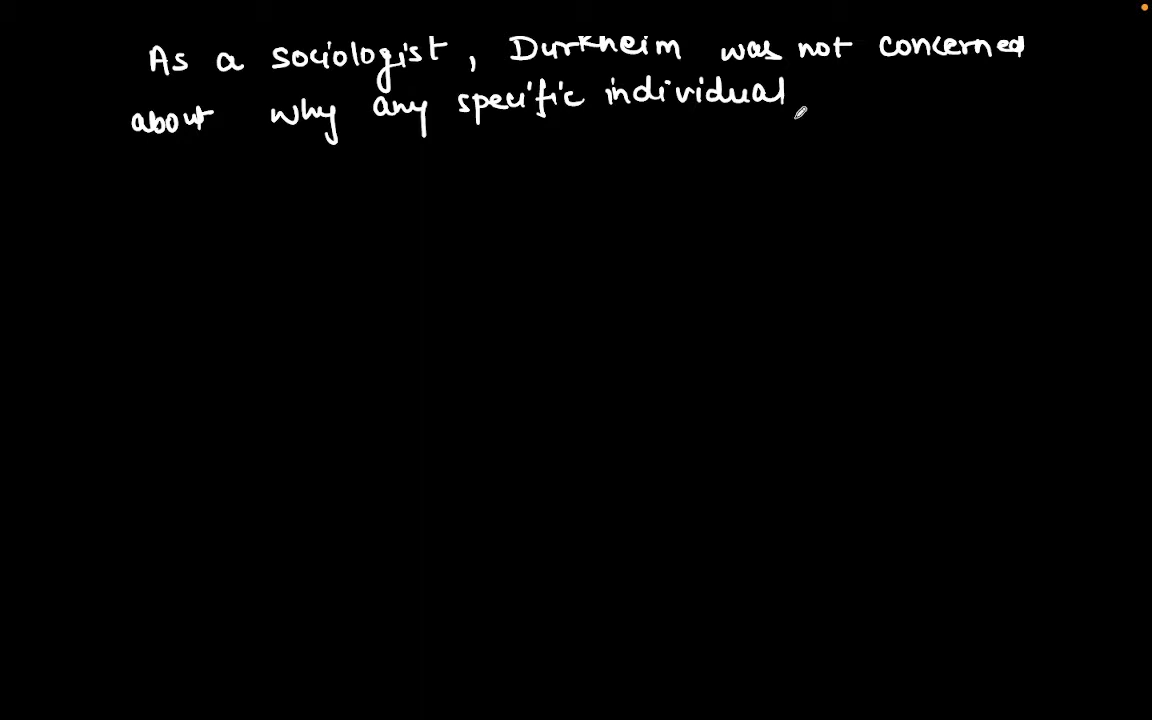 As a sociologist, Durkheim was not concerned
about why any specific individual